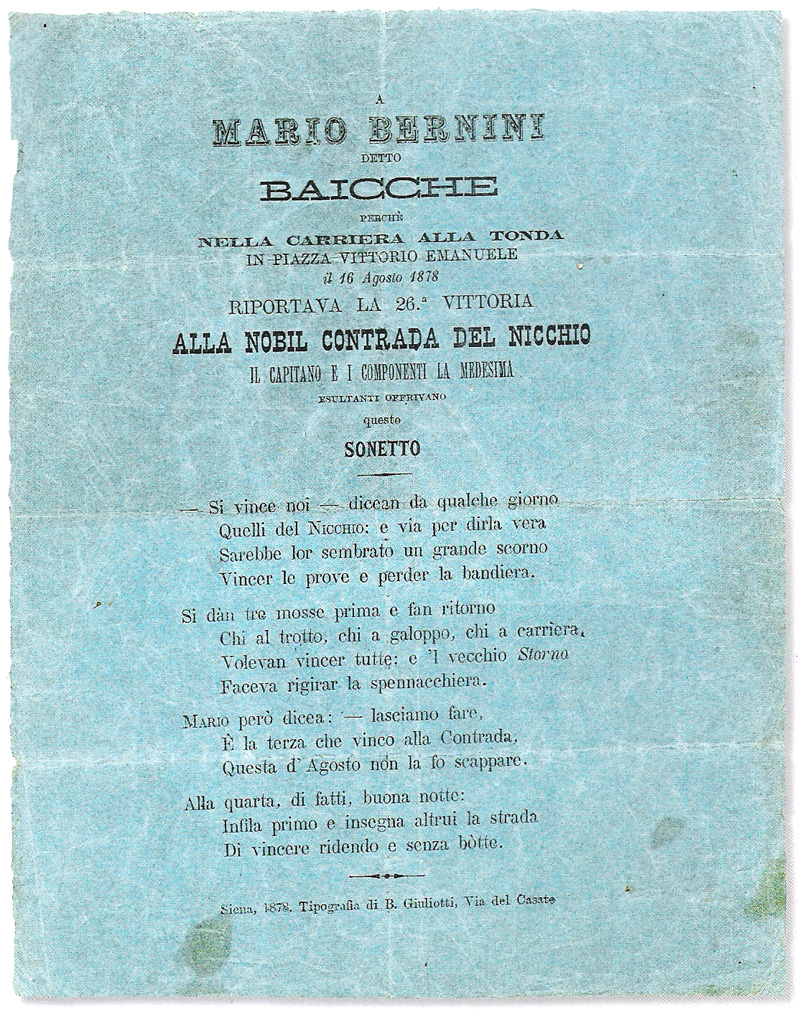 A
MARIO BERNINI
DETTO
BAICCHE
PERCHÈ
NELLA CARRIERA ALLA TONDA
IN PIAZZA VITTORIO EMANUELE
il 16 Agosto 1878
RIPORTAVA LA 26.ª VITTORIA
ALLA NOBIL CONTRADA DEL NICCHIO
IL CAPITANO E I COMPONENTI LA MEDESIMA
ESULTANTI OFFRIVANO
questo
SONETTO
— Si vince noi — dicean da qualche giorno
Quelli del NICCHIO: e via per dirla vera
Sarebbe lor sembrato un grande scorno
Vincer le prove e perder la bandiera.
Si dàn tre mosse prima e fan ritorno
Chi al trotto, chi a galoppo, chi a carriera,
Volevan vincer tutte: e 'l vecchio Storno
Faceva rigirar la spennacchiera.
MARIO però dicea: — lasciamo fare,
È la terza che vinco alla Contrada,
Questa d' Agosto non la fo scappare.
Alla quarta, di fatti, buona notte:
Infila primo e insegna altrui la strada
Di vincere ridendo e senza bòtte.
Siena, 1878. Tipografia di B. Giuliotti, Via del Casato